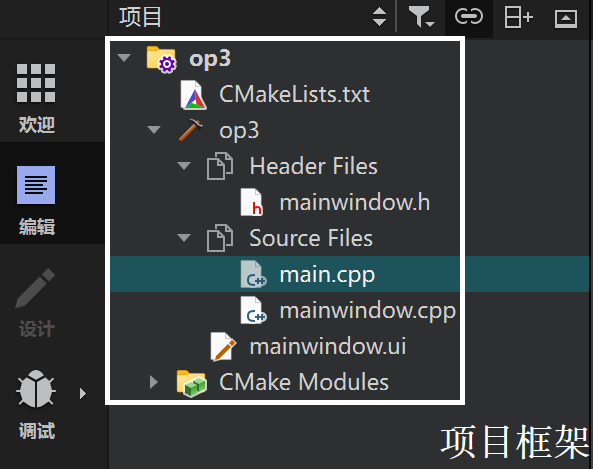 项目
欢迎
编辑
设计
调试
op3
CMakeLists.txt
op3
Header Files
mainwindow.h
Source Files
main.cpp
mainwindow.cpp
mainwindow.ui
CMake Modules
项目框架